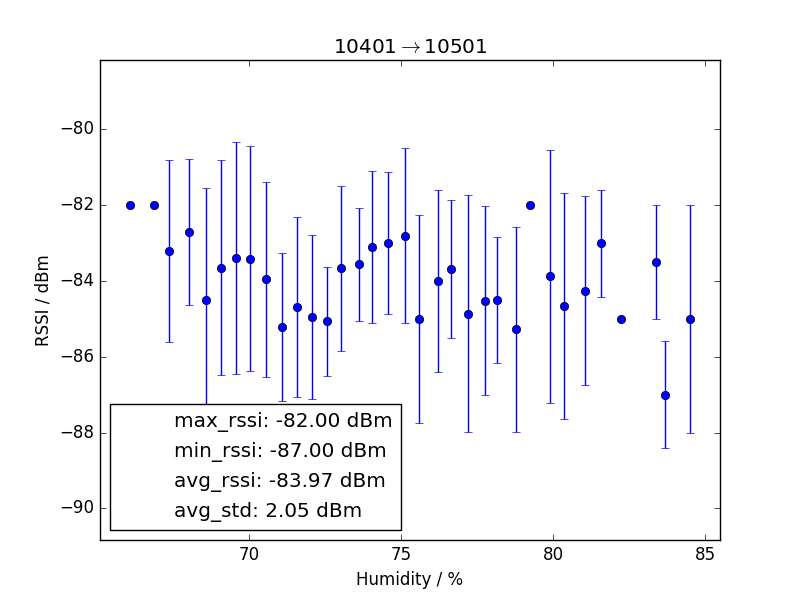 10401→10501
−80
−82
−84
−86
−88
−90
RSSI / dBm
max_rssi: -82.00 dBm
min_rssi: -87.00 dBm
avg_rssi: -83.97 dBm
avg_std: 2.05 dBm
70 75 80 85
Humidity / %